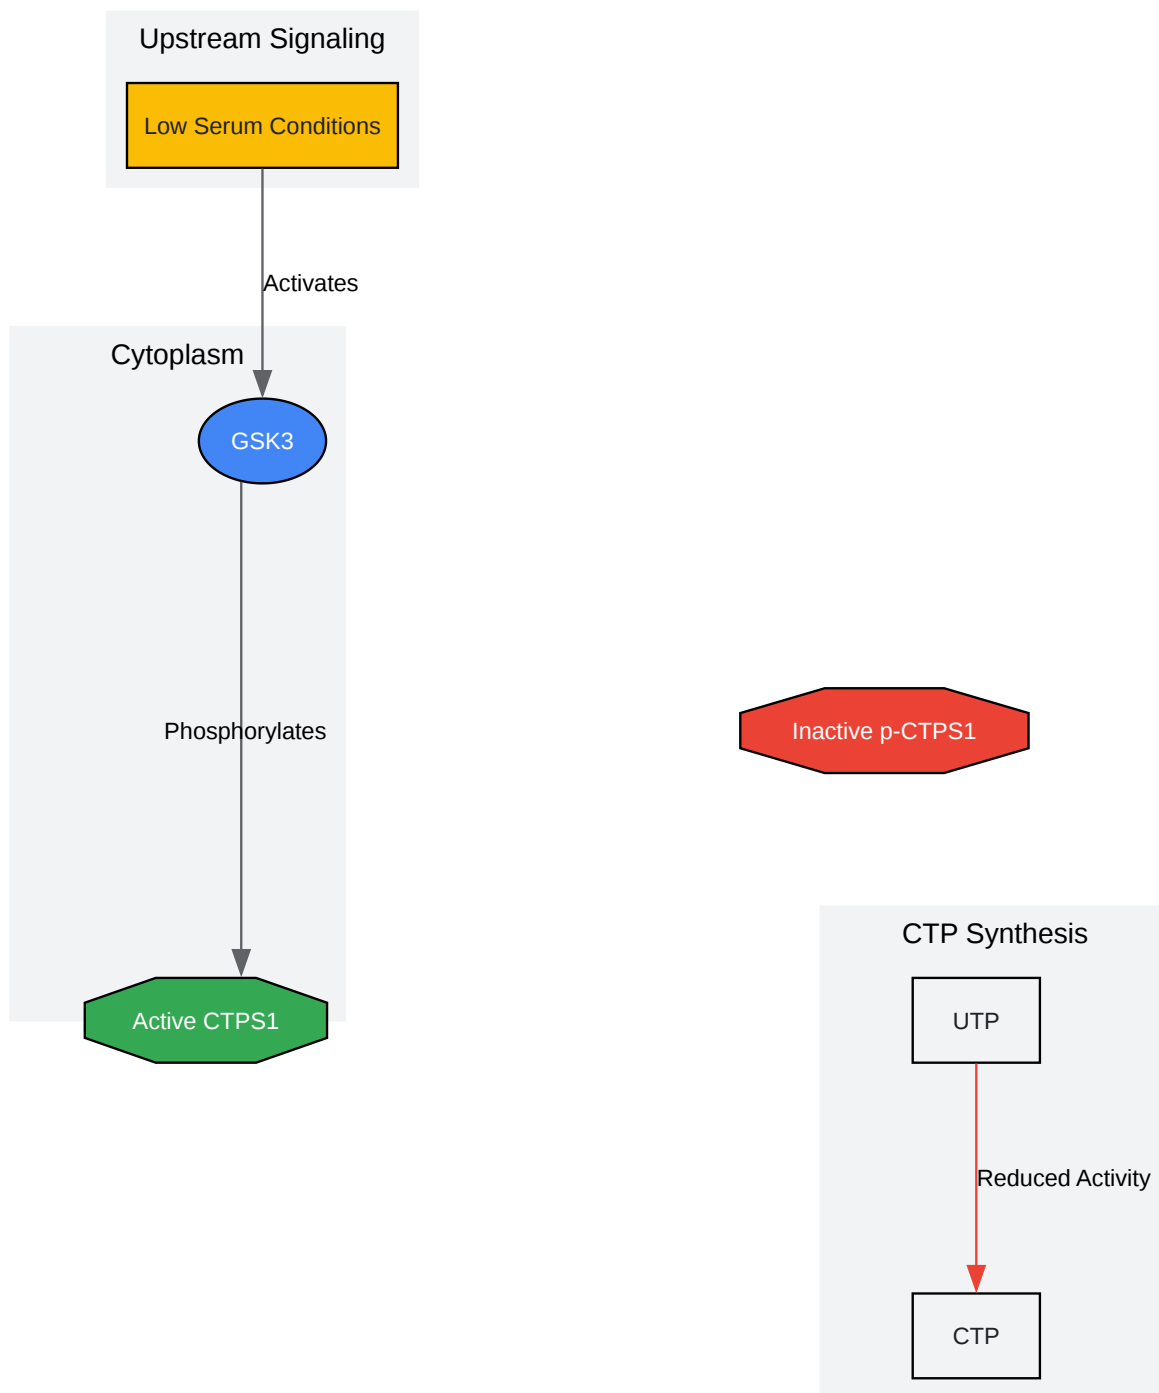 Upstream Signaling
Low Serum Conditions
Activates
Cytoplasm
GSK3
Phosphorylates
Inactive p-CTPS1
CTP Synthesis
Active CTPS1
UTP
Reduced Activity
CTP